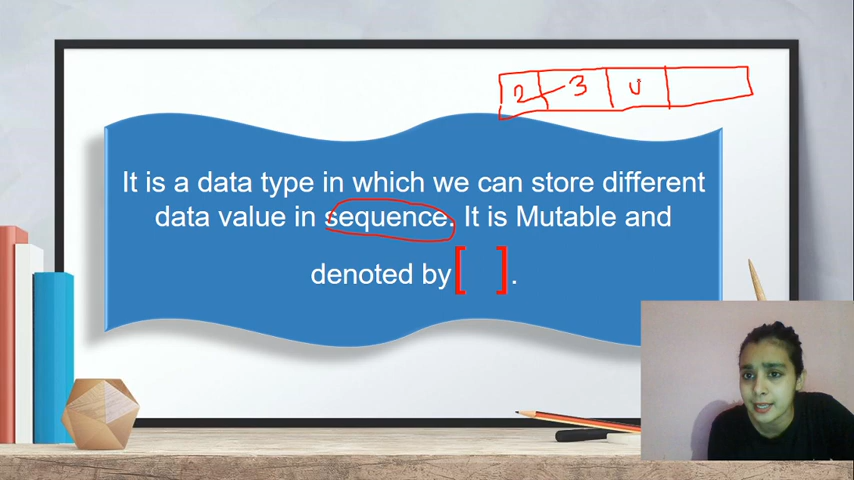 2 3 u
It is a data type in which we can store different
data value in sequence. It is Mutable and
denoted by [ ].